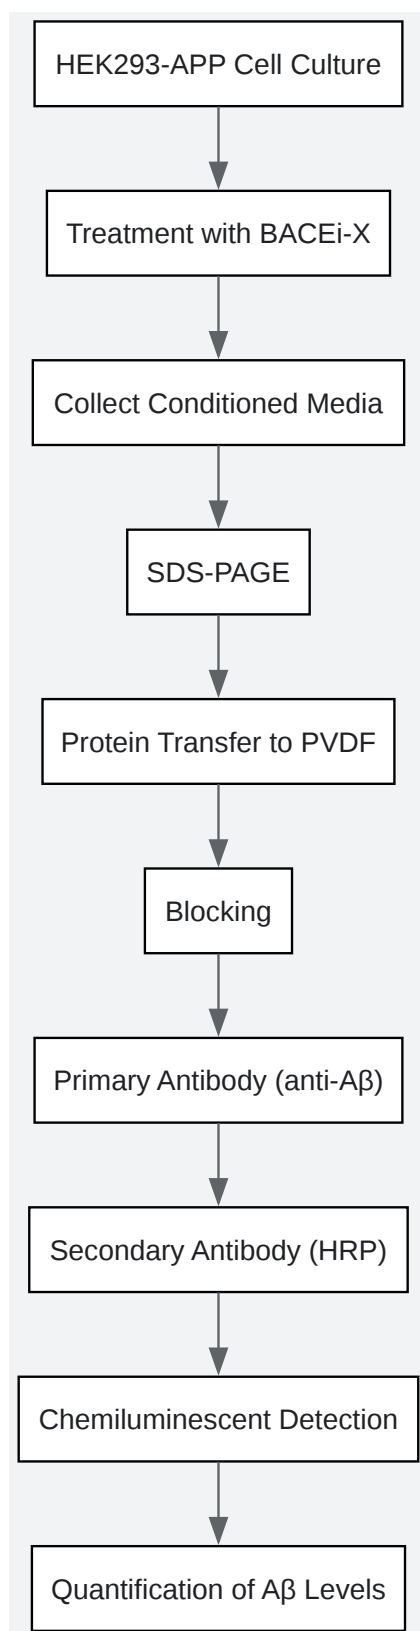 HEK293-APP Cell Culture
Treatment with BACEi-X
Collect Conditioned Media
SDS-PAGE
Protein Transfer to PVDF
Blocking
Primary Antibody (anti-Aβ)
Secondary Antibody (HRP)
Chemiluminescent Detection
Quantification of Aβ Levels